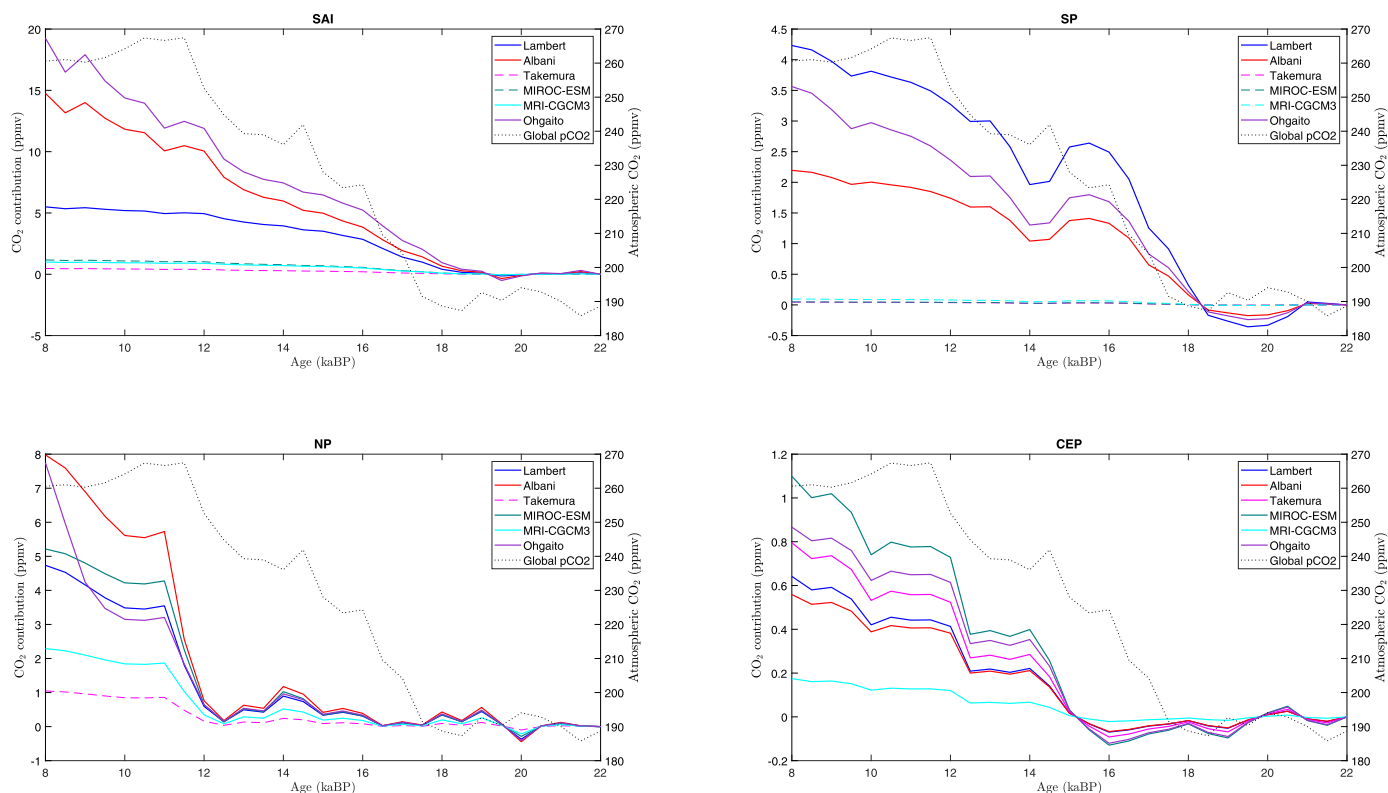 SAI
20
15
10
5
0
-5
CO2 contribution (ppmv)
270
260
250
240
230
220
210
200
190
180
Atmospheric CO2 (ppmv)
8 10 12 14 16 18 20 22
Age (kaBP)
Lambert
Albani
Takemura
MIROC-ESM
MRI-CGCM3
Ohgaito
Global pCO2
SP
4.5
4
3.5
3
2.5
2
1.5
1
0.5
0
-0.5
CO2 contribution (ppmv)
270
260
250
240
230
220
210
200
190
180
Atmospheric CO2 (ppmv)
8 10 12 14 16 18 20 22
Age (kaBP)
Lambert
Albani
Takemura
MIROC-ESM
MRI-CGCM3
Ohgaito
Global pCO2
NP
8
7
6
5
4
3
2
1
0
-1
CO2 contribution (ppmv)
270
260
250
240
230
220
210
200
190
180
Atmospheric CO2 (ppmv)
8 10 12 14 16 18 20 22
Age (kaBP)
Lambert
Albani
Takemura
MIROC-ESM
MRI-CGCM3
Ohgaito
Global pCO2
CEP
1.2
1
0.8
0.6
0.4
0.2
0
-0.2
CO2 contribution (ppmv)
270
260
250
240
230
220
210
200
190
180
Atmospheric CO2 (ppmv)
8 10 12 14 16 18 20 22
Age (kaBP)
Lambert
Albani
Takemura
MIROC-ESM
MRI-CGCM3
Ohgaito
Global pCO2